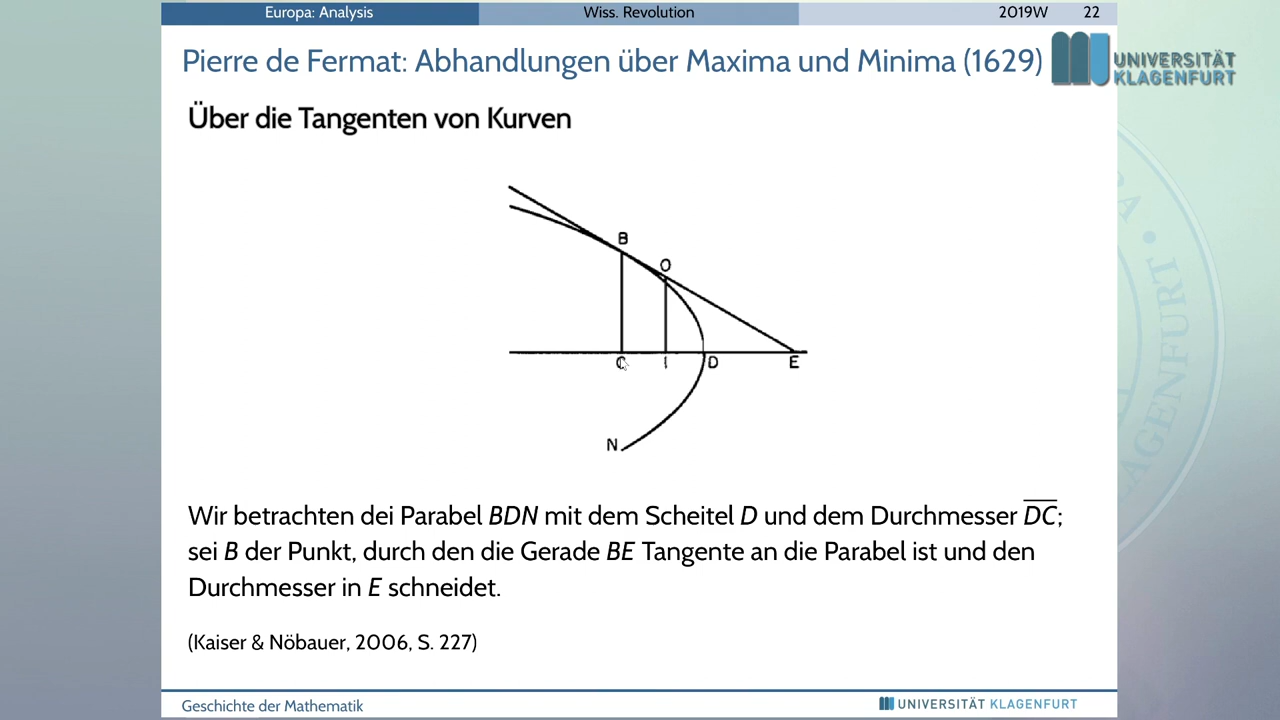 Europa: Analysis Wiss. Revolution 2019W 22
Pierre de Fermat: Abhandlungen über Maxima und Minima (1629)
UNIVERSITÄT
KLAGENFURT
Über die Tangenten von Kurven
B
O
C I D E
N
Wir betrachten dei Parabel BDN mit dem Scheitel D und dem Durchmesser DC;
sei B der Punkt, durch den die Gerade BE Tangente an die Parabel ist und den
Durchmesser in E schneidet.
(Kaiser & Nöbauer, 2006, S. 227)
Geschichte der Mathematik
UNIVERSITÄT KLAGENFURT
AGENFURT